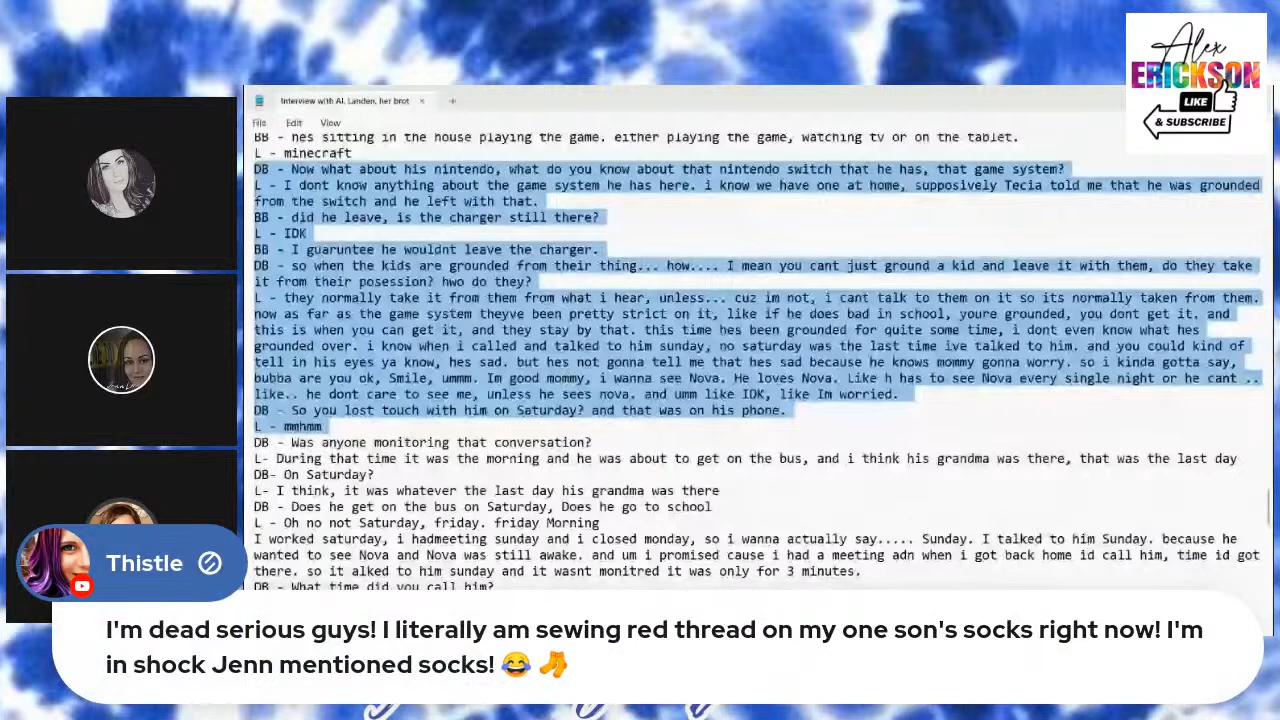 Alex
ERICKSON
LIKE
& SUBSCRIBE
Interview with Al, Landen, her brot
File Edit View
BB - hes sitting in the house playing the game. either playing the game, watching tv or on the tablet.
L - minecraft
DB - Now what about his nintendo, what do you know about that nintendo switch that he has, that game system?
L - I dont know anything about the game system he has here. i know we have one at home, supposively Tecia told me that he was grounded
from the switch and he left with that.
BB - did he leave, is the charger still there?
L - IDK
BB - I guaruntee he wouldnt leave the charger.
DB - so when the kids are grounded from their thing... how.... I mean you cant just ground a kid and leave it with them, do they take
it from their posession? hwo do they?
L - they normally take it from them from what i hear, unless... cuz im not, i cant talk to them on it so its normally taken from them.
now as far as the game system theyve been pretty strict on it, like if he does bad in school, youre grounded, you dont get it. and
this is when you can get it, and they stay by that. this time hes been grounded for quite some time, i dont even know what hes
grounded over. i know when i called and talked to him sunday, no saturday was the last time ive talked to him. and you could kind of
tell in his eyes ya know, hes sad. but hes not gonna tell me that hes sad because he knows mommy gonna worry. so i kinda gotta say,
bubba are you ok, Smile, ummm. Im good mommy, i wanna see Nova. He loves Nova. Like h has to see Nova every single night or he cant ..
like.. he dont care to see me, unless he sees nova. and umm like IDK, like Im worried.
DB - So you lost touch with him on Saturday? and that was on his phone.
L - mmhmm
DB - Was anyone monitoring that conversation?
L- During that time it was the morning and he was about to get on the bus, and i think his grandma was there, that was the last day
DB- On Saturday?
L- I think, it was whatever the last day his grandma was there
DB - Does he get on the bus on Saturday, Does he go to school
L - Oh no not Saturday, friday. friday Morning
I worked saturday, i hadmeeting sunday and i closed monday, so i wanna actually say..... Sunday. I talked to him Sunday. because he
wanted to see Nova and Nova was still awake. and um i promised cause i had a meeting adn when i got back home id call him, time id got
there. so it alked to him sunday and it wasnt monitred it was only for 3 minutes.
DB - What time did you call him?
Thistle
I'm dead serious guys! I literally am sewing red thread on my one son's socks right now! I'm
in shock Jenn mentioned socks! 😂 🧦